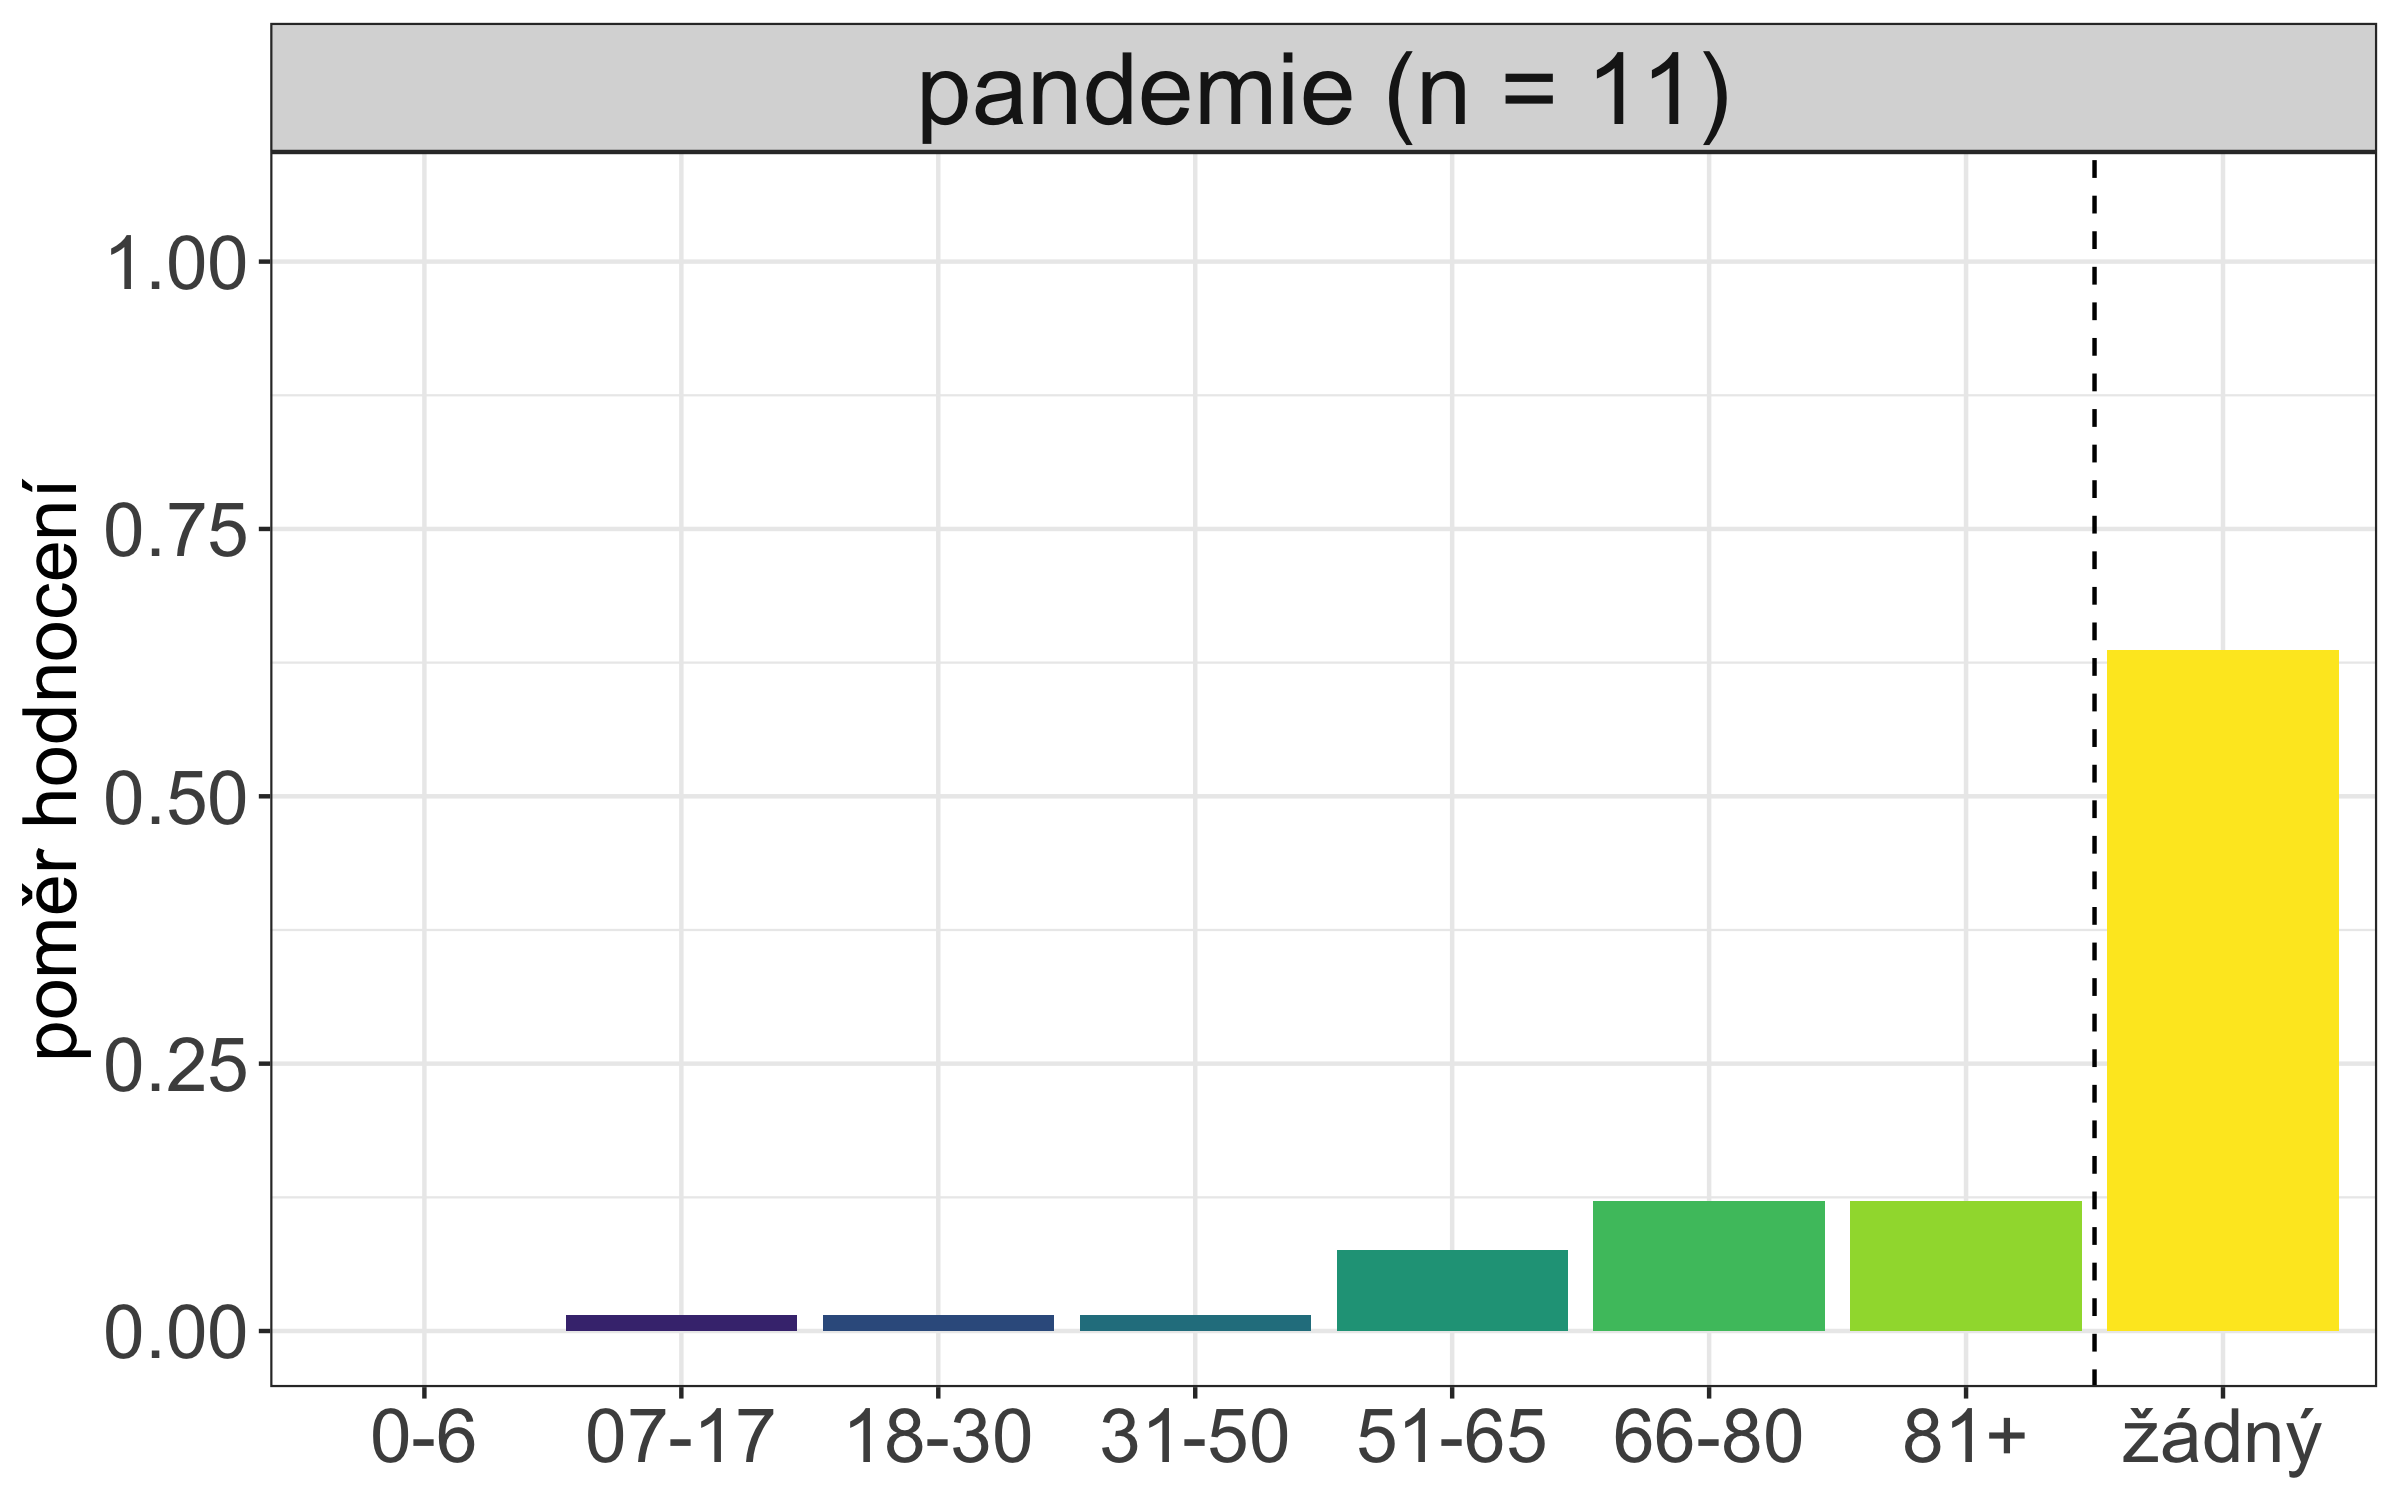 pandemie (n = 11)
poměr hodnocení
1.00
0.75
0.50
0.25
0.00
0-6 07-17 18-30 31-50 51-65 66-80 81+ žádný